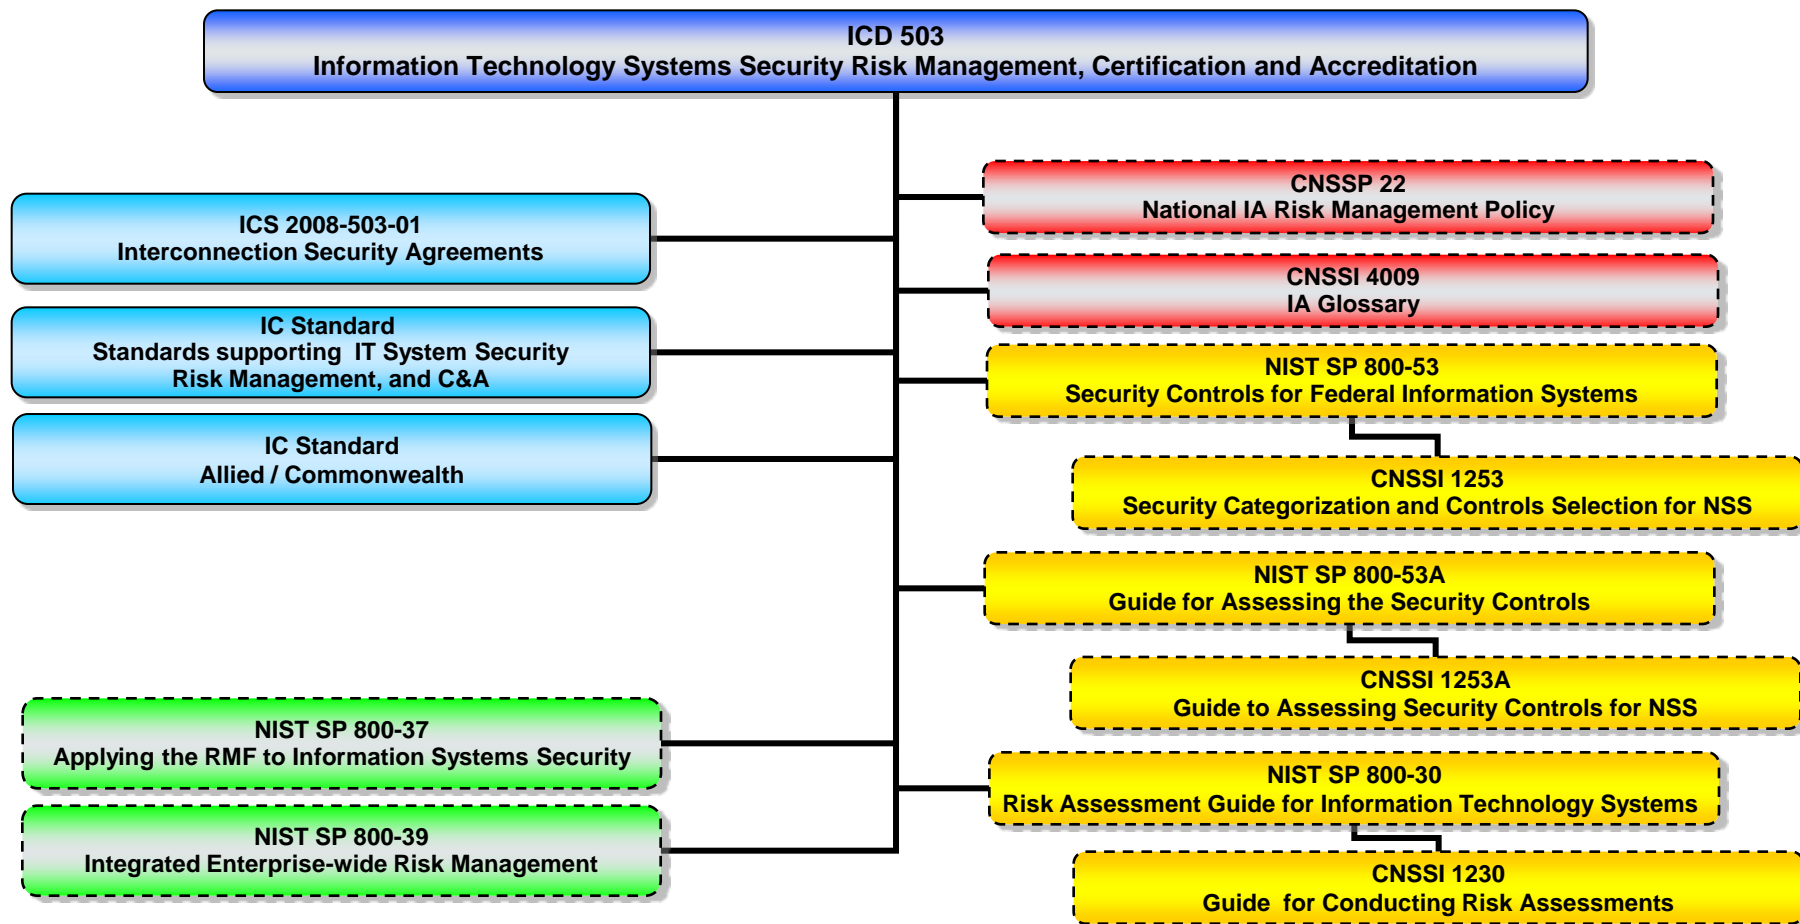 ICD 503
Information Technology Systems Security Risk Management, Certification and Accreditation
ICS 2008-503-01
Interconnection Security Agreements
IC Standard
Standards supporting IT System Security
Risk Management, and C&A
IC Standard
Allied / Commonwealth
NIST SP 800-37
Applying the RMF to Information Systems Security
NIST SP 800-39
Integrated Enterprise-wide Risk Management
CNSSP 22
National IA Risk Management Policy
CNSSI 4009
IA Glossary
NIST SP 800-53
Security Controls for Federal Information Systems
CNSSI 1253
Security Categorization and Controls Selection for NSS
NIST SP 800-53A
Guide for Assessing the Security Controls
CNSSI 1253A
Guide to Assessing Security Controls for NSS
NIST SP 800-30
Risk Assessment Guide for Information Technology Systems
CNSSI 1230
Guide for Conducting Risk Assessments